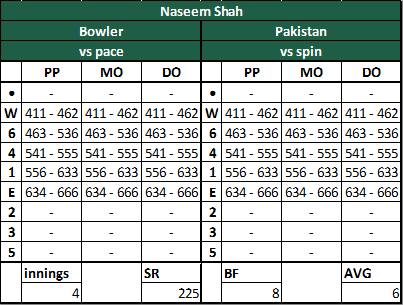 Naseem Shah
Bowler Pakistan
vs pace vs spin
PP MO DO PP MO DO
• - - - • - - -
W 411 - 462 411 - 462 411 - 462 W 411 - 462 411 - 462 411 - 462
6 463 - 536 463 - 536 463 - 536 6 463 - 536 463 - 536 463 - 536
4 541 - 555 541 - 555 541 - 555 4 541 - 555 541 - 555 541 - 555
1 556 - 633 556 - 633 556 - 633 1 556 - 633 556 - 633 556 - 633
E 634 - 666 634 - 666 634 - 666 E 634 - 666 634 - 666 634 - 666
2 - - - 2 - - -
3 - - - 3 - - -
5 - - - 5 - - -
innings SR BF AVG
4 225 8 6